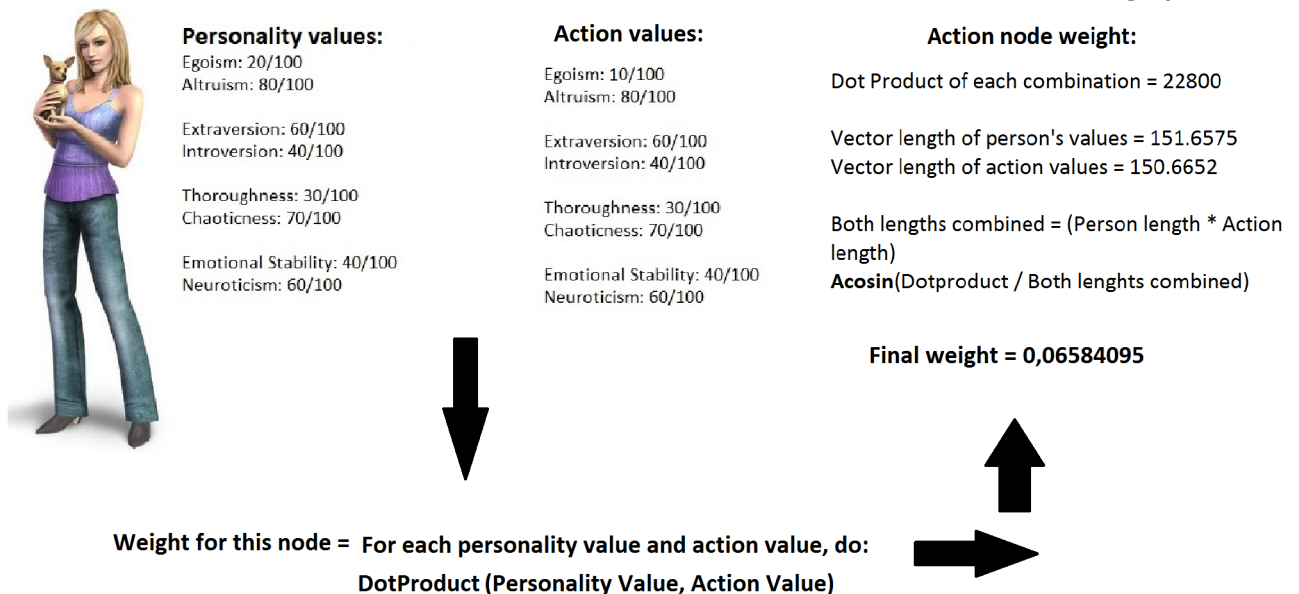 Personality values:
Egoism: 20/100
Altruism: 80/100
Extraversion: 60/100
Introversion: 40/100
Thoroughness: 30/100
Chaoticness: 70/100
Emotional Stability: 40/100
Neuroticism: 60/100
Action values:
Egoism: 10/100
Altruism: 80/100
Extraversion: 60/100
Introversion: 40/100
Thoroughness: 30/100
Chaoticness: 70/100
Emotional Stability: 40/100
Neuroticism: 60/100
Action node weight:
Dot Product of each combination = 22800
Vector length of person's values = 151.6575
Vector length of action values = 150.6652
Both lengths combined = (Person length * Action
length)
Acosin(Dotproduct / Both lenghts combined)
Final weight = 0,06584095
Weight for this node = For each personality value and action value, do:
DotProduct (Personality Value, Action Value)